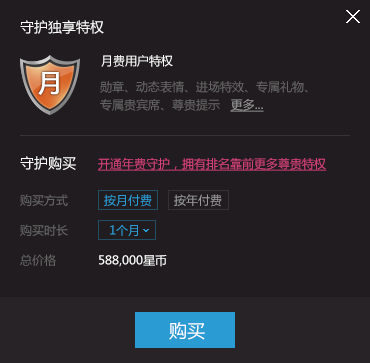 守护独享特权
月
月费用户特权
勋章、动态表情、进场特效、专属礼物、
专属贵宾席、尊贵提示 更多...
守护购买 开通年费守护，拥有排名靠前更多尊贵特权
购买方式 按月付费 按年付费
购买时长 1个月
总价格 588,000星币
购买